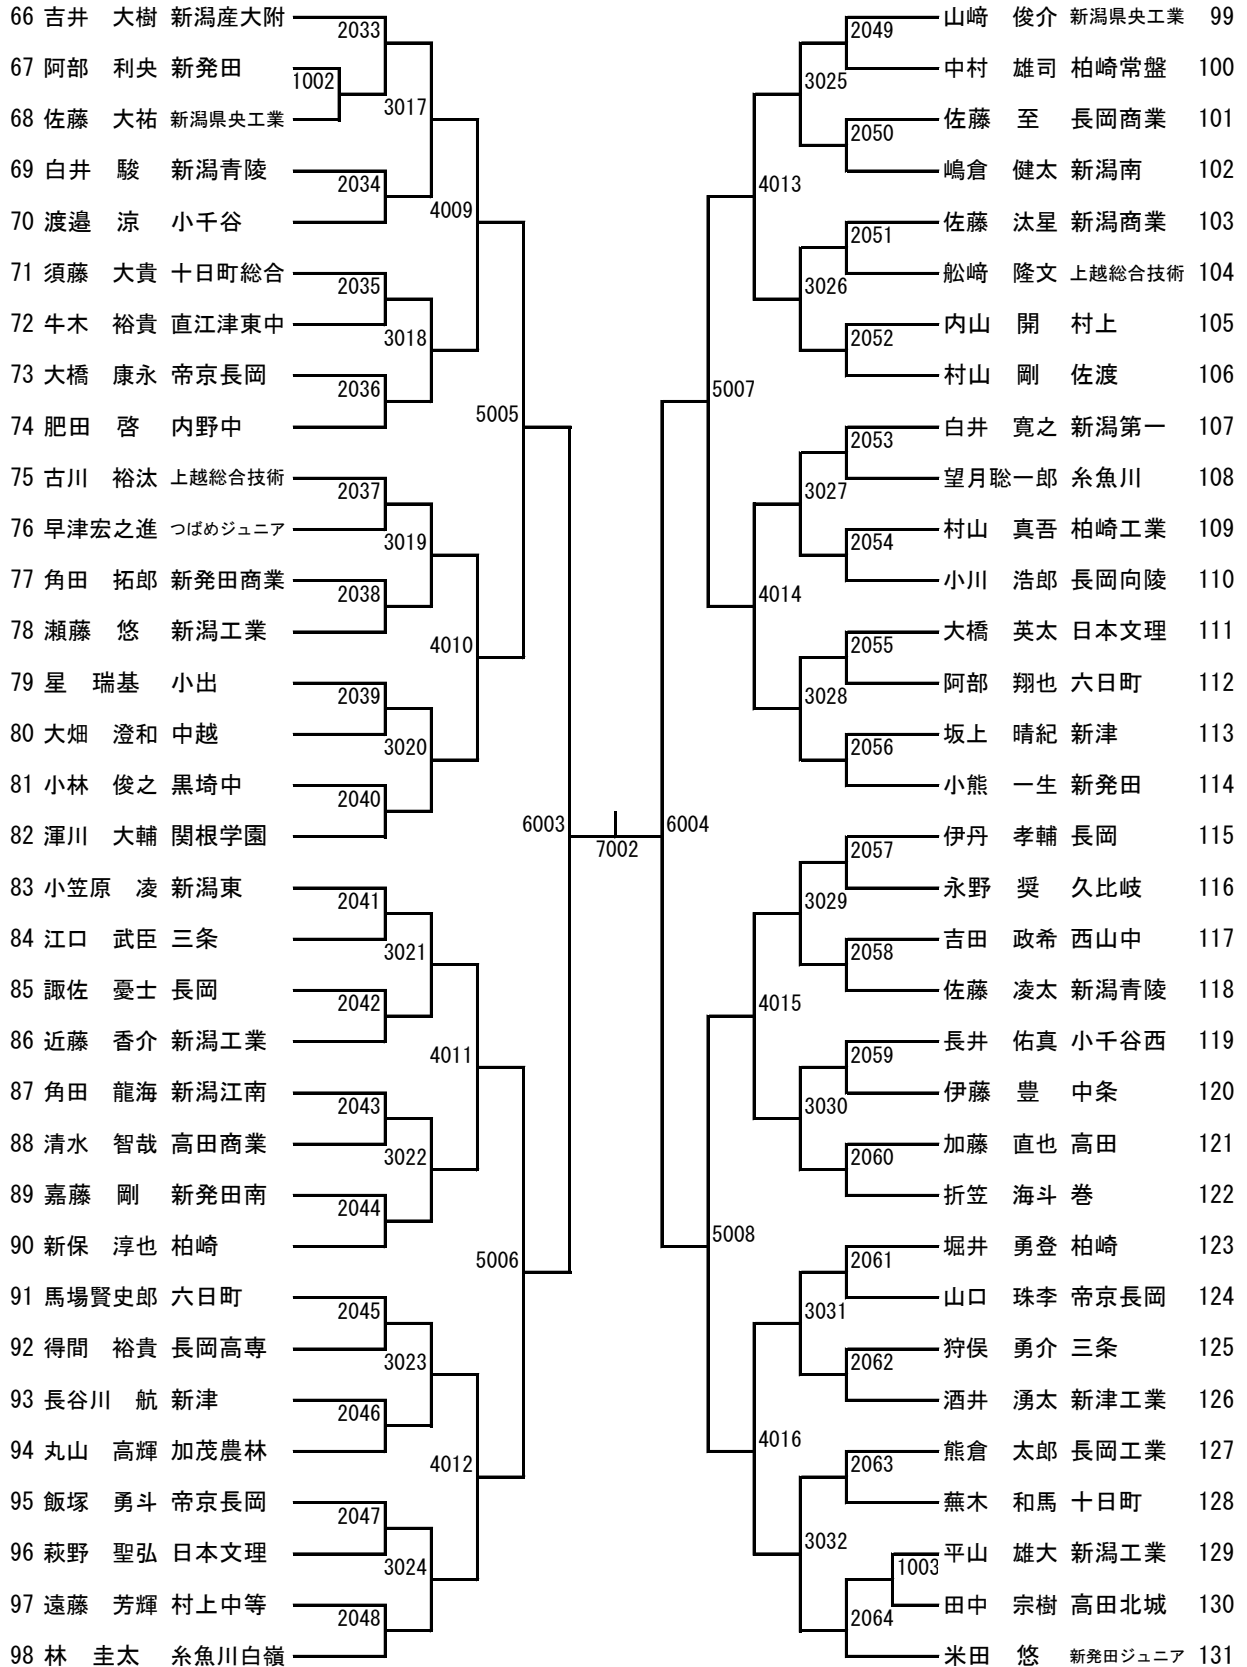 66 吉井　大樹 新潟産大附
67 阿部　利央 新発田
68 佐藤　大祐 新潟県央工業
69 白井　駿 新潟青陵
70 渡邉　涼 小千谷
71 須藤　大貴 十日町総合
72 牛木　裕貴 直江津東中
73 大橋　康永 帝京長岡
74 肥田　啓 内野中
75 古川　裕汰 上越総合技術
76 早津宏之進 つばめジュニア
77 角田　拓郎 新発田商業
78 瀬藤　悠 新潟工業
79 星　瑞基 小出
80 大畑　澄和 中越
81 小林　俊之 黒埼中
82 渾川　大輔 関根学園
83 小笠原　凌 新潟東
84 江口　武臣 三条
85 諏佐　憂士 長岡
86 近藤　香介 新潟工業
87 角田　龍海 新潟江南
88 清水　智哉 高田商業
89 嘉藤　剛 新発田南
90 新保　淳也 柏崎
91 馬場賢史郎 六日町
92 得間　裕貴 長岡高専
93 長谷川　航 新津
94 丸山　高輝 加茂農林
95 飯塚　勇斗 帝京長岡
96 萩野　聖弘 日本文理
97 遠藤　芳輝 村上中等
98 林　圭太 糸魚川白嶺
2033
1002
2034
2035
2036
2037
2038
2039
2040
2041
2042
2043
2044
2045
2046
2047
2048
3017
3018
3019
3020
3021
3022
3023
3024
4009
4010
4011
4012
5005
5006
6003
7002
6004
5007
5008
4013
4014
4015
4016
3025
3026
3027
3028
3029
3030
3031
3032
2049
2050
2051
2052
2053
2054
2055
2056
2057
2058
2059
2060
2061
2062
2063
1003
2064
山﨑　俊介 新潟県央工業 99
中村　雄司 柏崎常盤 100
佐藤　至 長岡商業 101
嶋倉　健太 新潟南 102
佐藤　汰星 新潟商業 103
舩﨑　隆文 上越総合技術 104
内山　開 村上 105
村山　剛 佐渡 106
白井　寛之 新潟第一 107
望月聡一郎 糸魚川 108
村山　真吾 柏崎工業 109
小川　浩郎 長岡向陵 110
大橋　英太 日本文理 111
阿部　翔也 六日町 112
坂上　晴紀 新津 113
小熊　一生 新発田 114
伊丹　孝輔 長岡 115
永野　奨 久比岐 116
吉田　政希 西山中 117
佐藤　凌太 新潟青陵 118
長井　佑真 小千谷西 119
伊藤　豊 中条 120
加藤　直也 高田 121
折笠　海斗 巻 122
堀井　勇登 柏崎 123
山口　珠李 帝京長岡 124
狩俣　勇介 三条 125
酒井　湧太 新津工業 126
熊倉　太郎 長岡工業 127
蕪木　和馬 十日町 128
平山　雄大 新潟工業 129
田中　宗樹 高田北城 130
米田　悠 新発田ジュニア 131